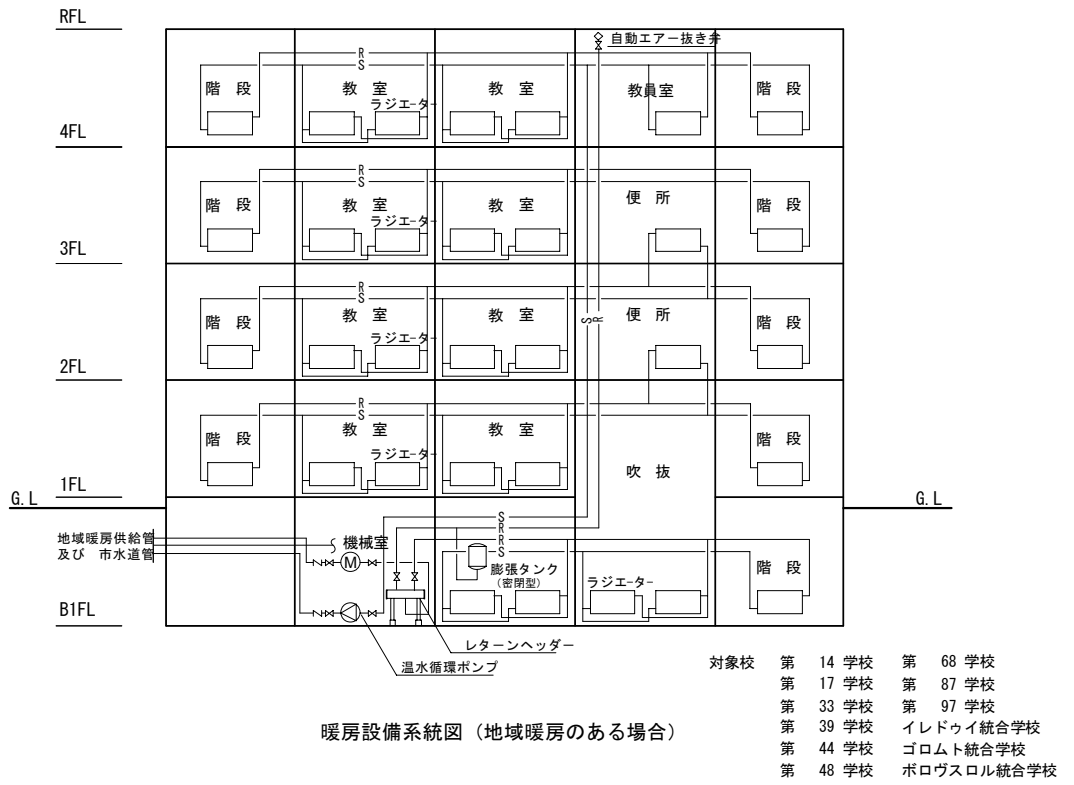 RFL
自動エアー抜き弁
R
S
階 段
教 室
教 室
教員室
階 段
ラジエーター
4FL
R
S
階 段
教 室
教 室
便 所
階 段
ラジエーター
3FL
R
S
階 段
教 室
教 室
便 所
階 段
S
R
ラジエーター
2FL
R
S
階 段
教 室
教 室
階 段
ラジエーター
吹 抜
1FL
G.L
G.L
S
R
R
S
地域暖房供給管
及び 市水道管
機械室
M
膨張タンク
(密閉型)
ラジエーター
階 段
B1FL
レターンヘッダー
温水循環ポンプ
暖房設備系統図（地域暖房のある場合）
対象校 第 14 学校 第 68 学校
第 17 学校 第 87 学校
第 33 学校 第 97 学校
第 39 学校 イレドゥイ統合学校
第 44 学校 ゴロムト統合学校
第 48 学校 ボロヴスロル統合学校